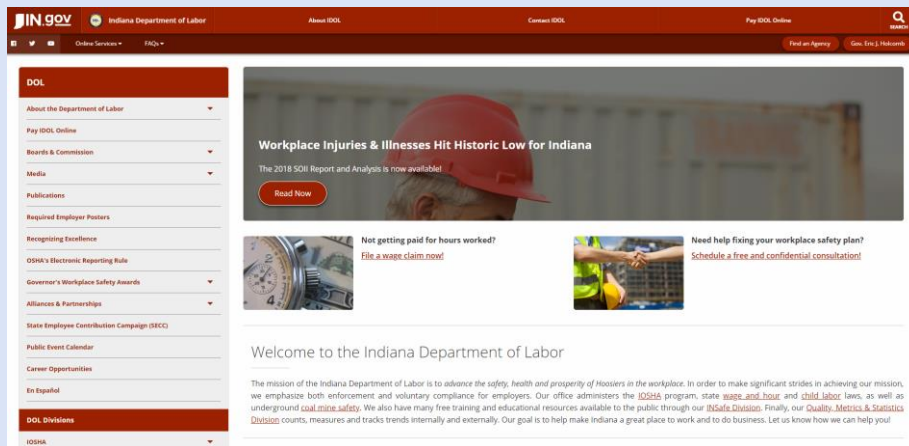 IN.gov
Indiana Department of Labor
About IDOL
Contact IDOL
Pay IDOL Online
SEARCH
Online Services
FAQs
Find an Agency
Gov. Eric J. Holcomb
DOL
About the Department of Labor
Pay IDOL Online
Boards & Commission
Media
Publications
Required Employer Posters
Recognizing Excellence
OSHA's Electronic Reporting Rule
Governor's Workplace Safety Awards
Alliances & Partnerships
State Employee Contribution Campaign (SECC)
Public Event Calendar
Career Opportunities
En Español
DOL Divisions
IOSHA
Workplace Injuries & Illnesses Hit Historic Low for Indiana
The 2018 SOII Report and Analysis is now available!
Read Now
Not getting paid for hours worked?
File a wage claim now!
Need help fixing your workplace safety plan?
Schedule a free and confidential consultation!
Welcome to the Indiana Department of Labor
The mission of the Indiana Department of Labor is to advance the safety, health and prosperity of Hoosiers in the workplace. In order to make significant strides in achieving our mission,
we emphasize both enforcement and voluntary compliance for employers. Our office administers the IOSHA program, state wage and hour and child labor laws, as well as
underground coal mine safety. We also have many free training and educational resources available to the public through our INSafe Division. Finally, our Quality, Metrics & Statistics
Division counts, measures and tracks trends internally and externally. Our goal is to help make Indiana a great place to work and to do business. Let us know how we can help you!